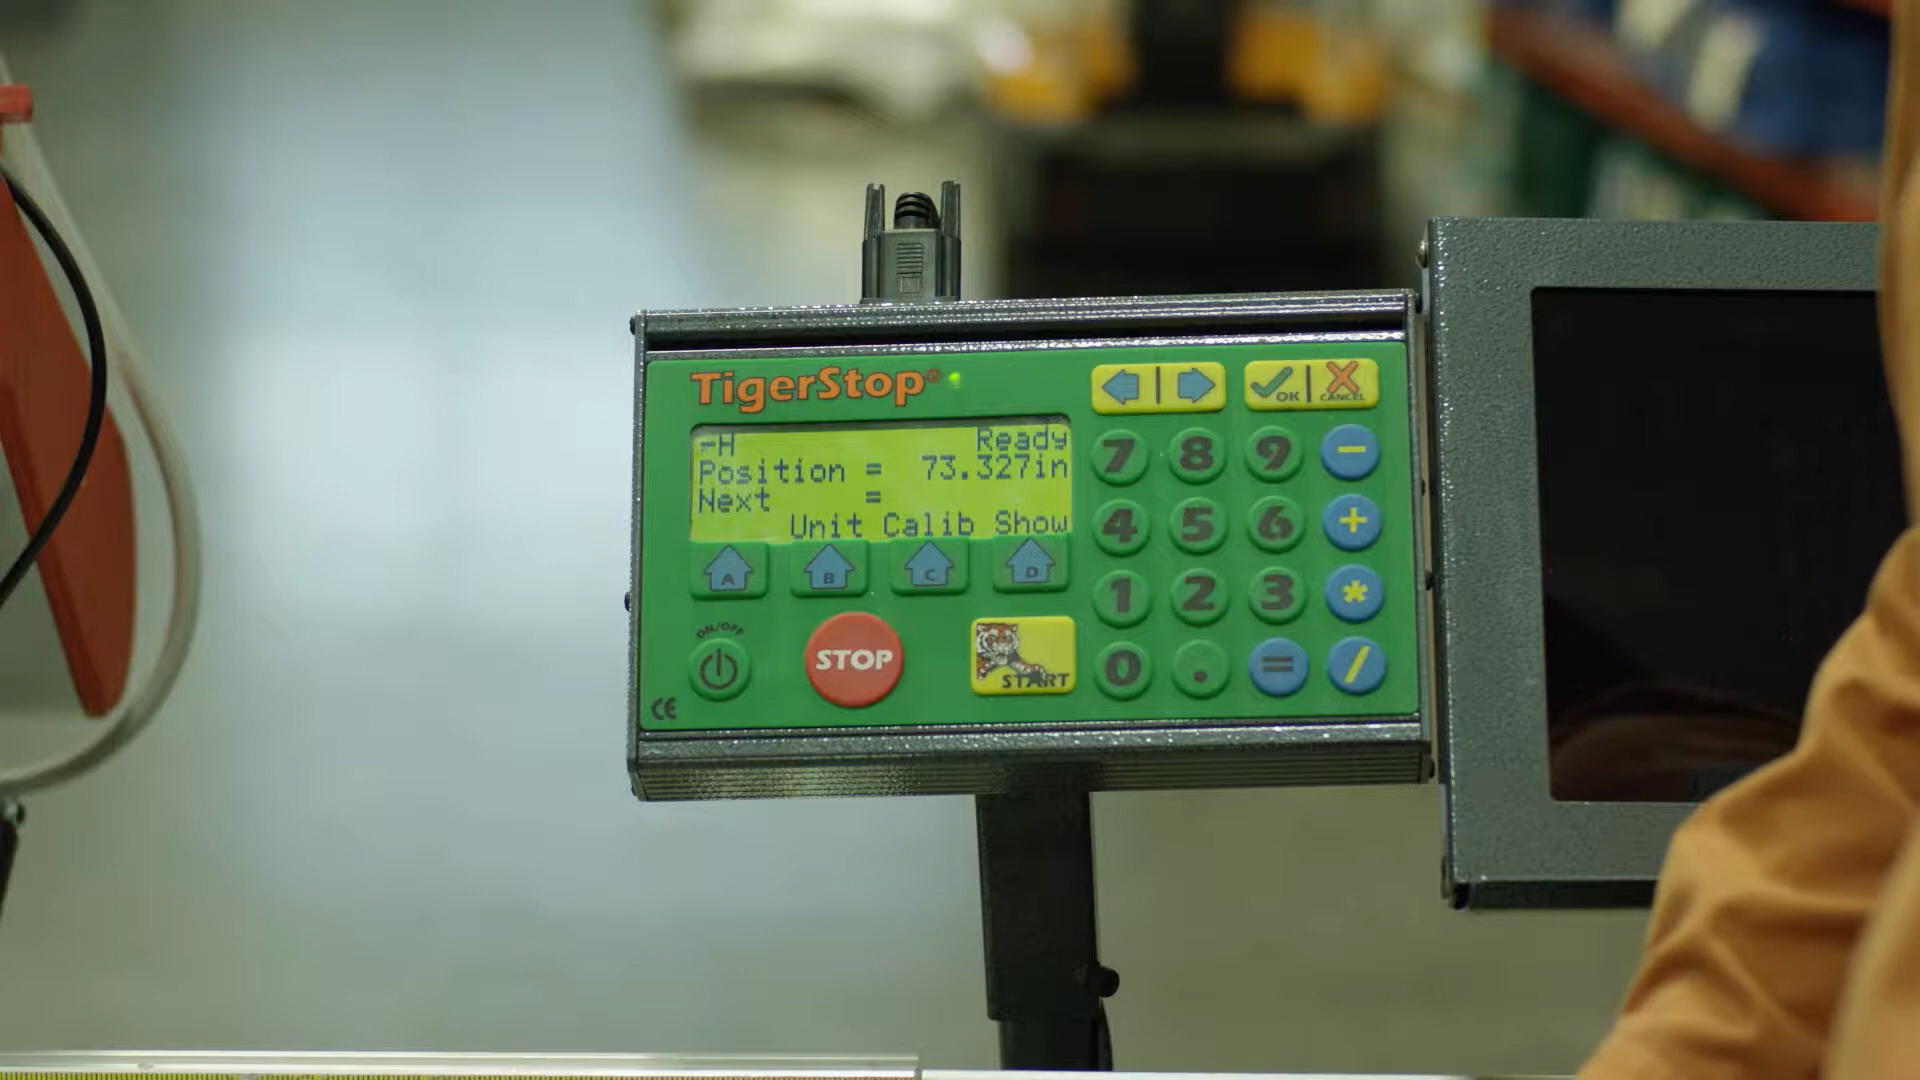 TigerStop®
OK CANCEL
⌐H Ready
Position = 73.327in
Next =
Unit Calib Show
A B C D
7 8 9 -
4 5 6 +
1 2 3 *
0 . = /
ON/OFF
STOP
START
CE